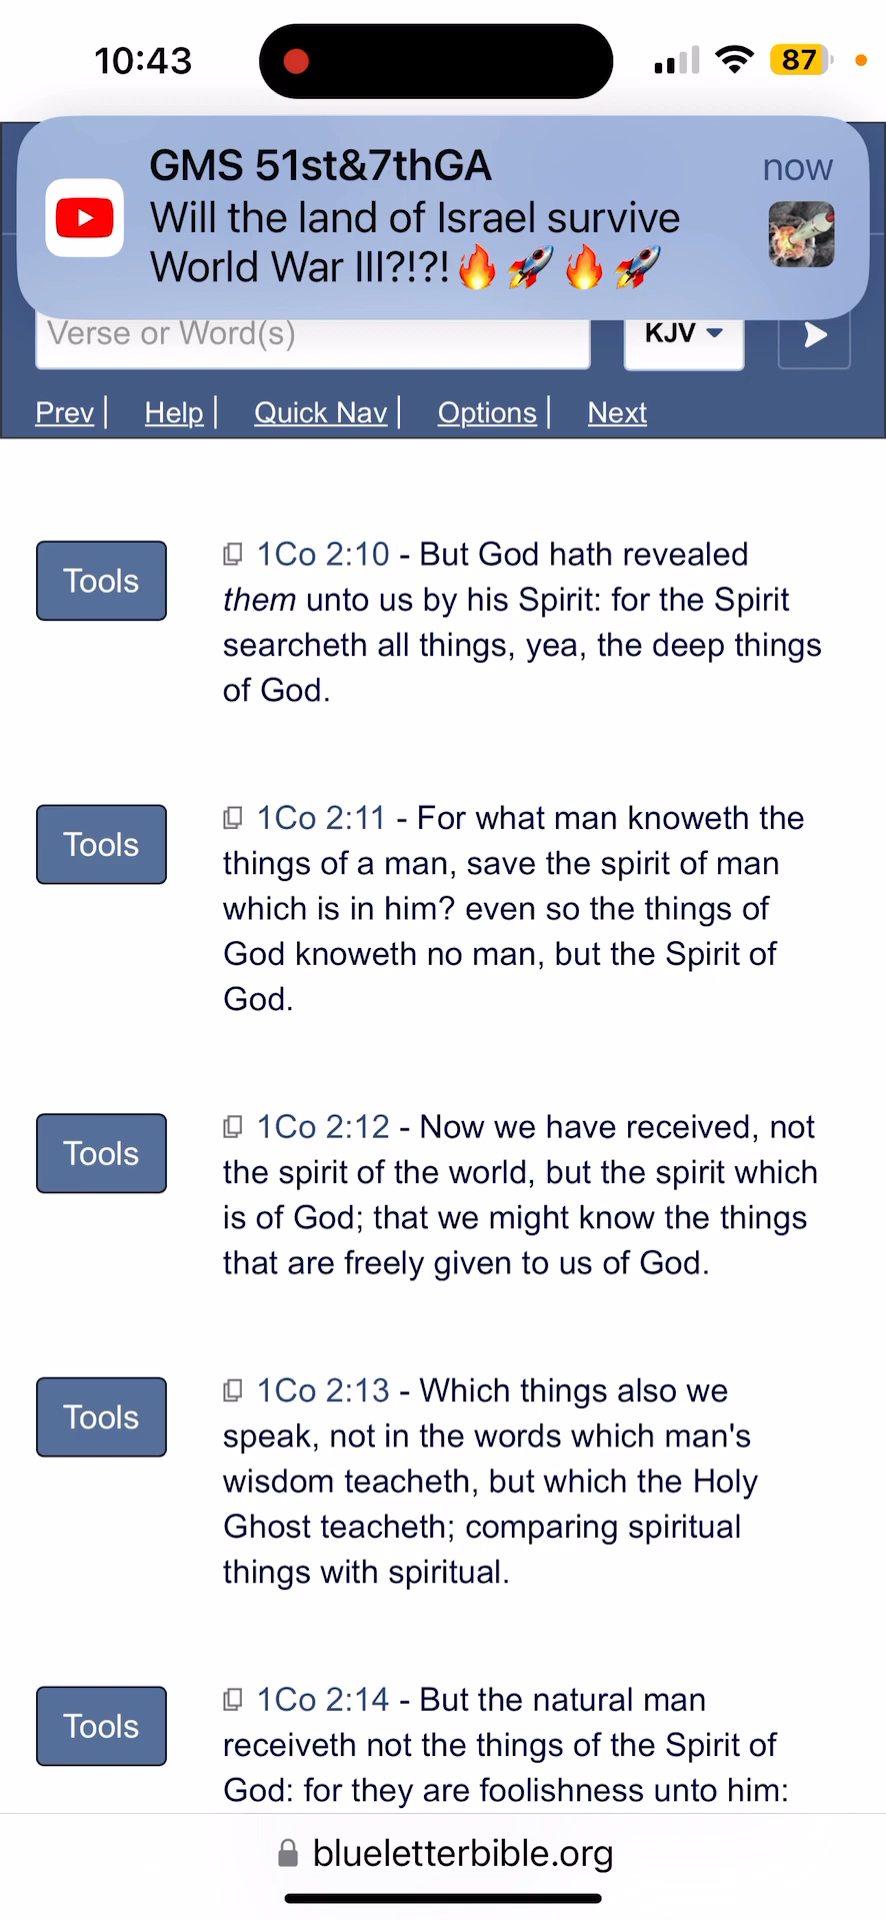 10:43
87
GMS 51st&7thGA
now
Will the land of Israel survive
World War III?!?!🔥🚀🔥🚀
Verse or Word(s)
KJV
Prev | Help | Quick Nav | Options | Next
Tools
1Co 2:10 - But God hath revealed
them unto us by his Spirit: for the Spirit
searcheth all things, yea, the deep things
of God.
Tools
1Co 2:11 - For what man knoweth the
things of a man, save the spirit of man
which is in him? even so the things of
God knoweth no man, but the Spirit of
God.
Tools
1Co 2:12 - Now we have received, not
the spirit of the world, but the spirit which
is of God; that we might know the things
that are freely given to us of God.
Tools
1Co 2:13 - Which things also we
speak, not in the words which man's
wisdom teacheth, but which the Holy
Ghost teacheth; comparing spiritual
things with spiritual.
Tools
1Co 2:14 - But the natural man
receiveth not the things of the Spirit of
God: for they are foolishness unto him:
blueletterbible.org